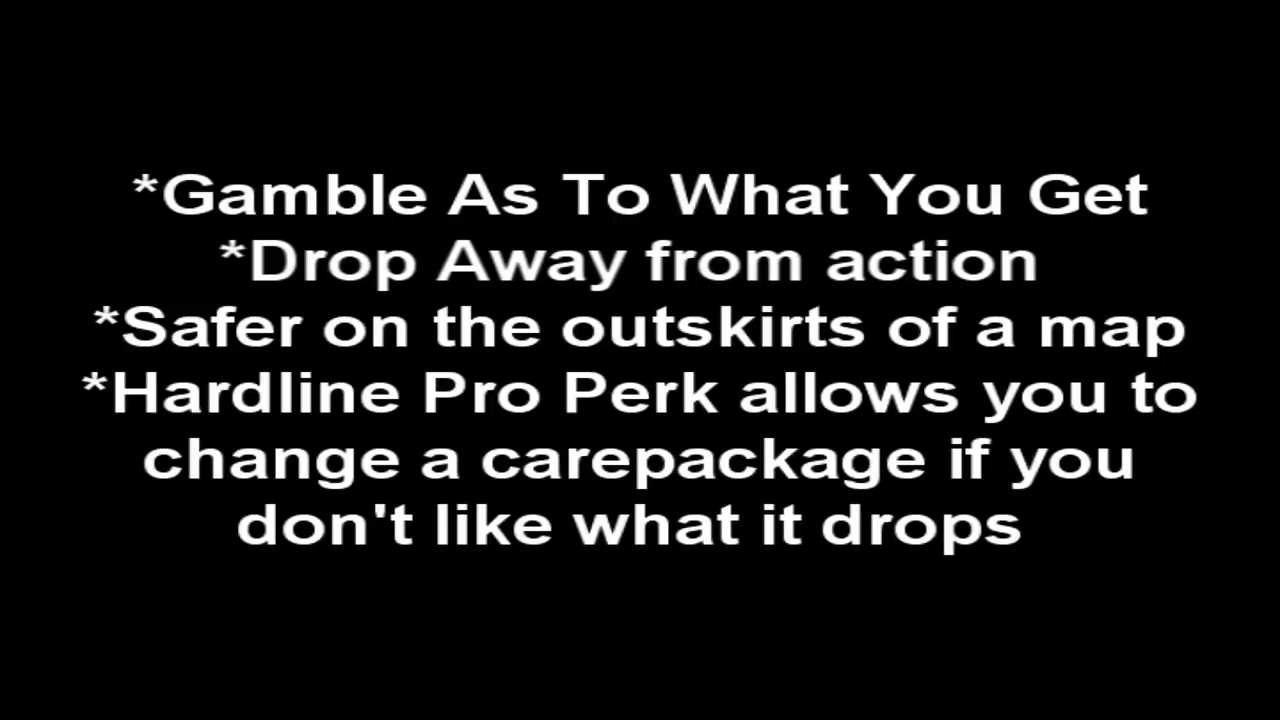 *Gamble As To What You Get
*Drop Away from action
*Safer on the outskirts of a map
*Hardline Pro Perk allows you to
change a carepackage if you
don't like what it drops